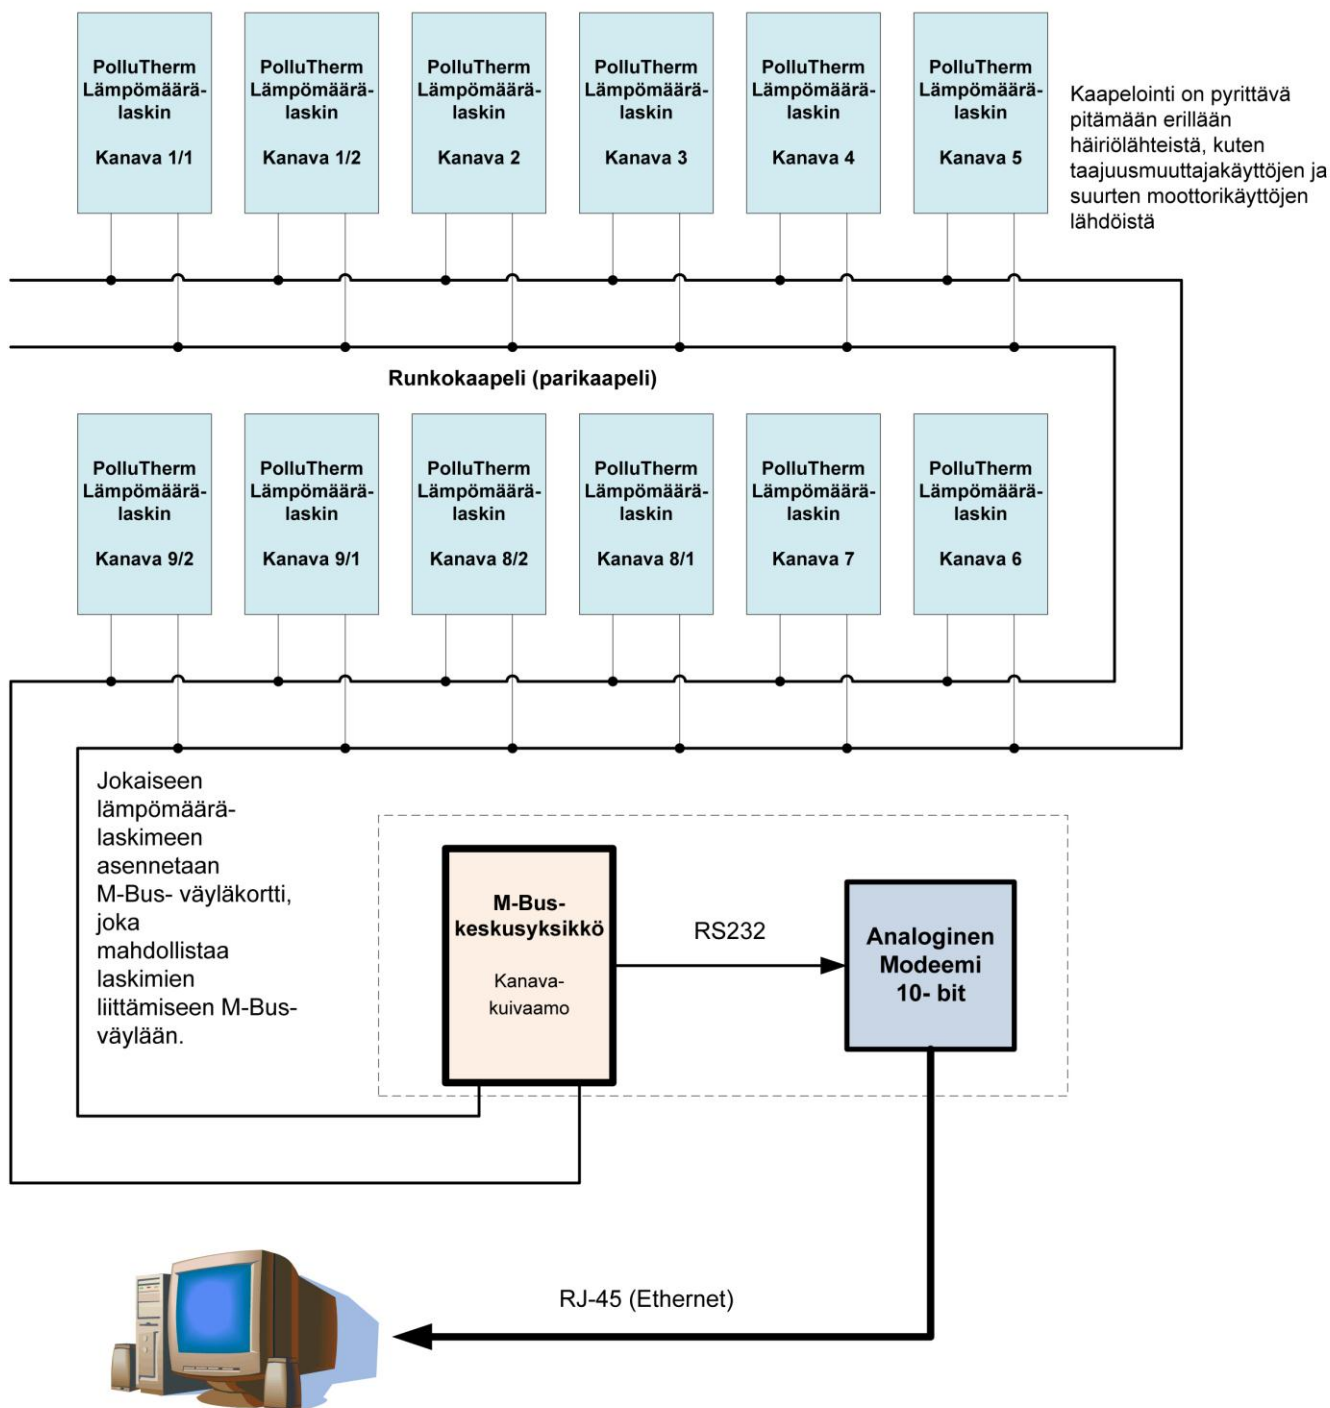 PolluTherm
Lämpömäärä-
laskin
Kanava 1/1
PolluTherm
Lämpömäärä-
laskin
Kanava 1/2
PolluTherm
Lämpömäärä-
laskin
Kanava 2
PolluTherm
Lämpömäärä-
laskin
Kanava 3
PolluTherm
Lämpömäärä-
laskin
Kanava 4
PolluTherm
Lämpömäärä-
laskin
Kanava 5
Kaapelointi on pyrittävä
pitämään erillään
häiriölähteistä, kuten
taajuusmuuttajakäyttöjen ja
suurten moottorikäyttöjen
lähdöistä
Runkokaapeli (parikaapeli)
PolluTherm
Lämpömäärä-
laskin
Kanava 9/2
PolluTherm
Lämpömäärä-
laskin
Kanava 9/1
PolluTherm
Lämpömäärä-
laskin
Kanava 8/2
PolluTherm
Lämpömäärä-
laskin
Kanava 8/1
PolluTherm
Lämpömäärä-
laskin
Kanava 7
PolluTherm
Lämpömäärä-
laskin
Kanava 6
Jokaiseen
lämpömäärä-
laskimeen
asennetaan
M-Bus- väyläkortti,
joka
mahdollistaa
laskimien
liittämiseen M-Bus-
väylään.
M-Bus-
keskusyksikkö
Kanava-
kuivaamo
RS232
Analoginen
Modeemi
10- bit
RJ-45 (Ethernet)